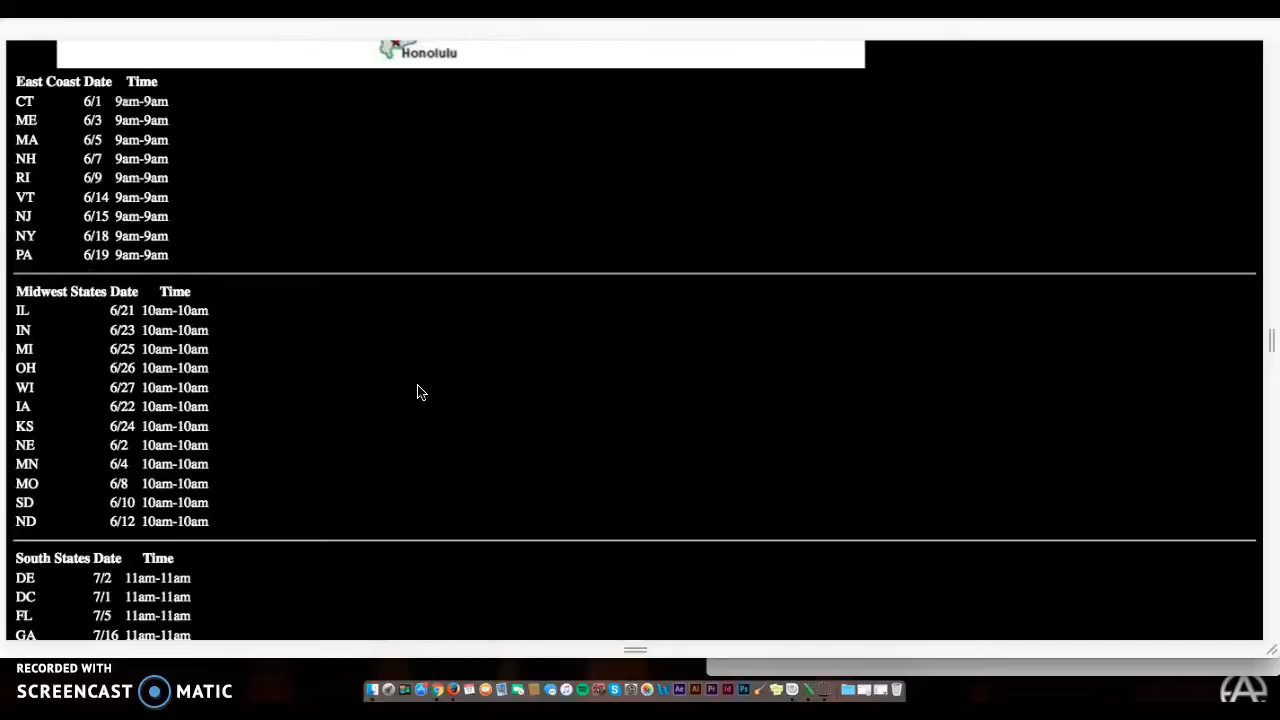 Honolulu
East Coast Date Time
CT 6/1 9am-9am
ME 6/3 9am-9am
MA 6/5 9am-9am
NH 6/7 9am-9am
RI 6/9 9am-9am
VT 6/14 9am-9am
NJ 6/15 9am-9am
NY 6/18 9am-9am
PA 6/19 9am-9am
Midwest States Date Time
IL 6/21 10am-10am
IN 6/23 10am-10am
MI 6/25 10am-10am
OH 6/26 10am-10am
WI 6/27 10am-10am
IA 6/22 10am-10am
KS 6/24 10am-10am
NE 6/2 10am-10am
MN 6/4 10am-10am
MO 6/8 10am-10am
SD 6/10 10am-10am
ND 6/12 10am-10am
South States Date Time
DE 7/2 11am-11am
DC 7/1 11am-11am
FL 7/5 11am-11am
GA 7/16 11am-11am
RECORDED WITH
SCREENCAST MATIC